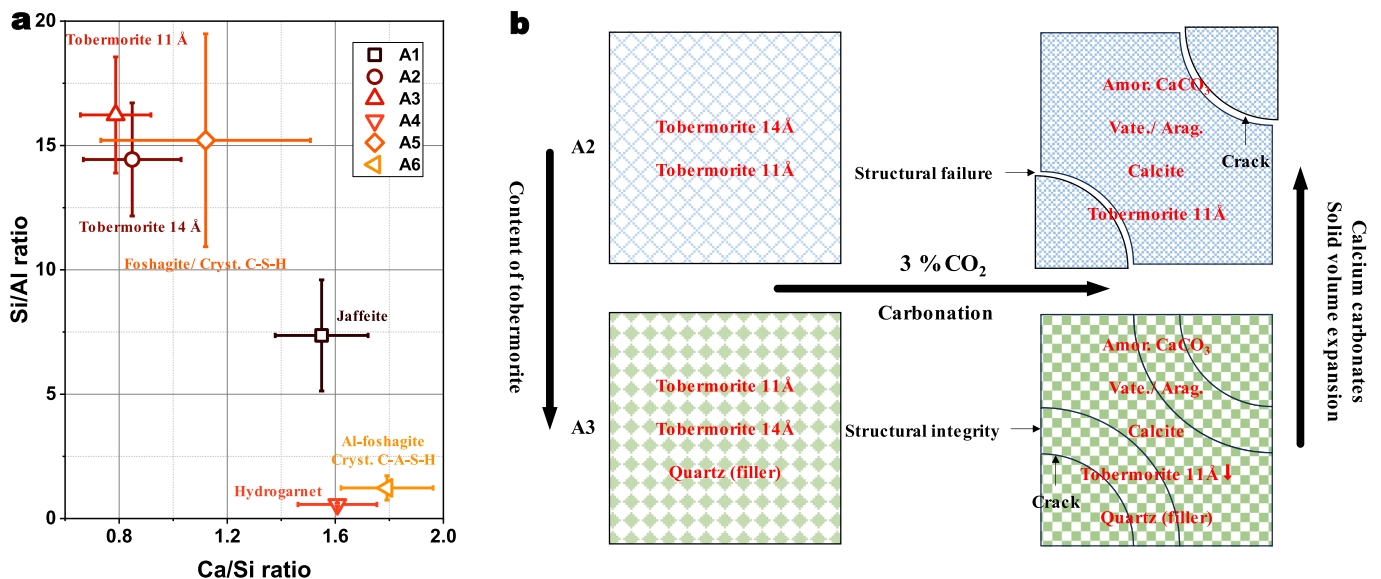 a
20
15
10
5
0
0.8
1.2
1.6
2.0
Si/Al ratio
Ca/Si ratio
Tobermorite 11 Å
Tobermorite 14 Å
Foshagite/ Cryst. C-S-H
Jaffeite
Al-foshagite
Cryst. C-A-S-H
Hydrogarnet
A1
A2
A3
A4
A5
A6
b
Content of tobermorite
A2
A3
Tobermorite 14Å
Tobermorite 11Å
Tobermorite 11Å
Tobermorite 14Å
Quartz (filler)
3 %CO₂
Carbonation
Structural failure
Structural integrity
Amor. CaCO₃
Vate./ Arag.
Calcite
Tobermorite 11Å
Crack
Amor. CaCO₃
Vate./ Arag.
Calcite
Tobermorite 11Å↓
Crack
Quartz (filler)
Calcium carbonates
Solid volume expansion